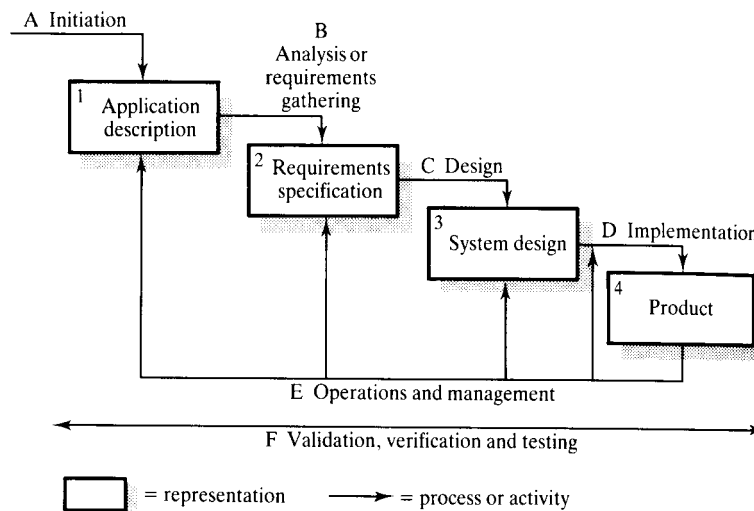 A Initiation
B
Analysis or
requirements
gathering
1
Application
description
2
Requirements
specification
C Design
3
System design
D Implementation
4
Product
E Operations and management
F Validation, verification and testing
= representation
= process or activity